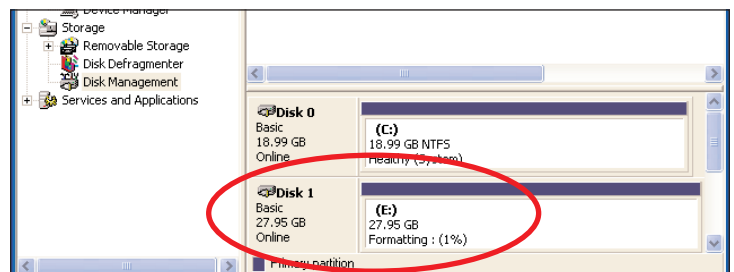 Device Manager
Storage
Removable Storage
Disk Defragmenter
Disk Management
Services and Applications
Disk 0
Basic
18.99 GB
Online
(C:)
18.99 GB NTFS
Healthy (System)
Disk 1
Basic
27.95 GB
Online
(E:)
27.95 GB
Formatting : (1%)
Primary partition